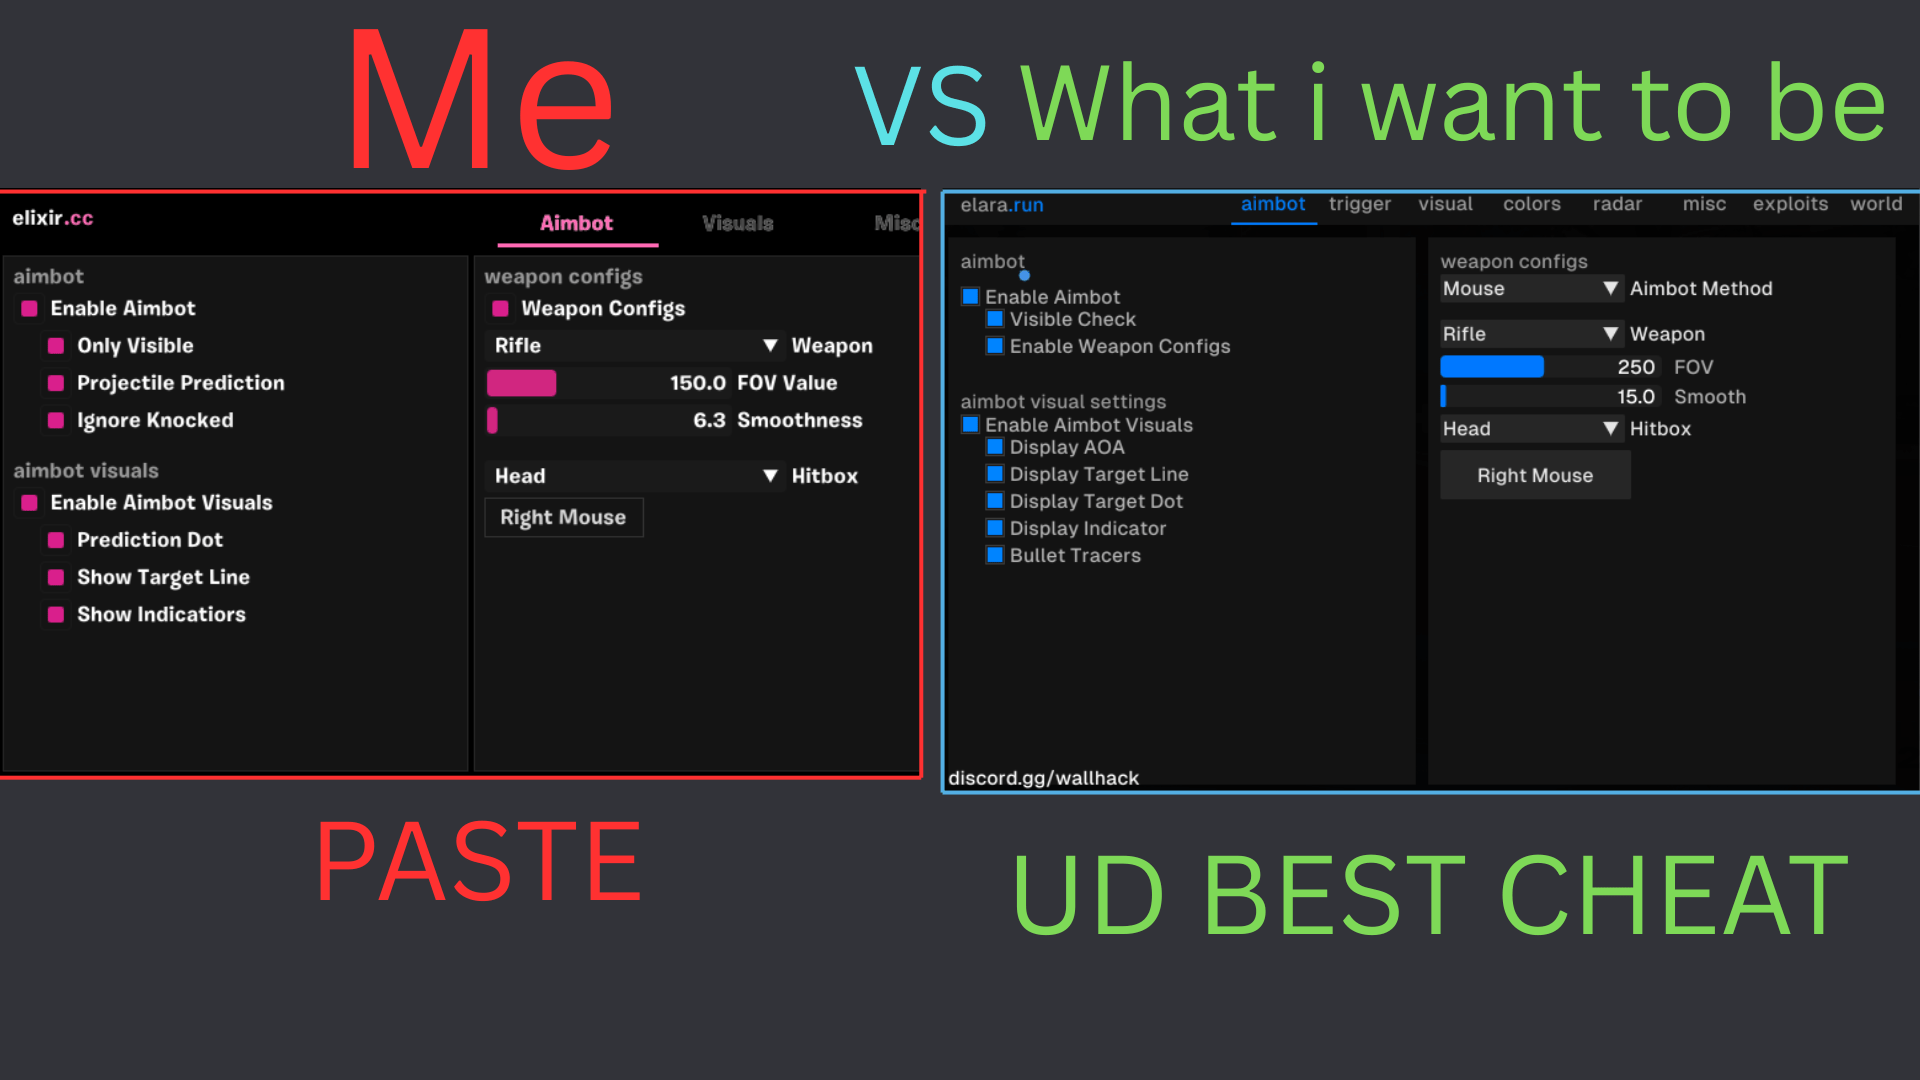 Me
VS What i want to be
elixir.cc
Aimbot
Visuals
Misc
aimbot
Enable Aimbot
Only Visible
Projectile Prediction
Ignore Knocked
aimbot visuals
Enable Aimbot Visuals
Prediction Dot
Show Target Line
Show Indicatiors
weapon configs
Weapon Configs
Rifle Weapon
150.0 FOV Value
6.3 Smoothness
Head Hitbox
Right Mouse
elara.run
aimbot trigger visual colors radar misc exploits world
aimbot
Enable Aimbot
Visible Check
Enable Weapon Configs
aimbot visual settings
Enable Aimbot Visuals
Display AOA
Display Target Line
Display Target Dot
Display Indicator
Bullet Tracers
weapon configs
Mouse Aimbot Method
Rifle Weapon
250 FOV
15.0 Smooth
Head Hitbox
Right Mouse
discord.gg/wallhack
PASTE
UD BEST CHEAT